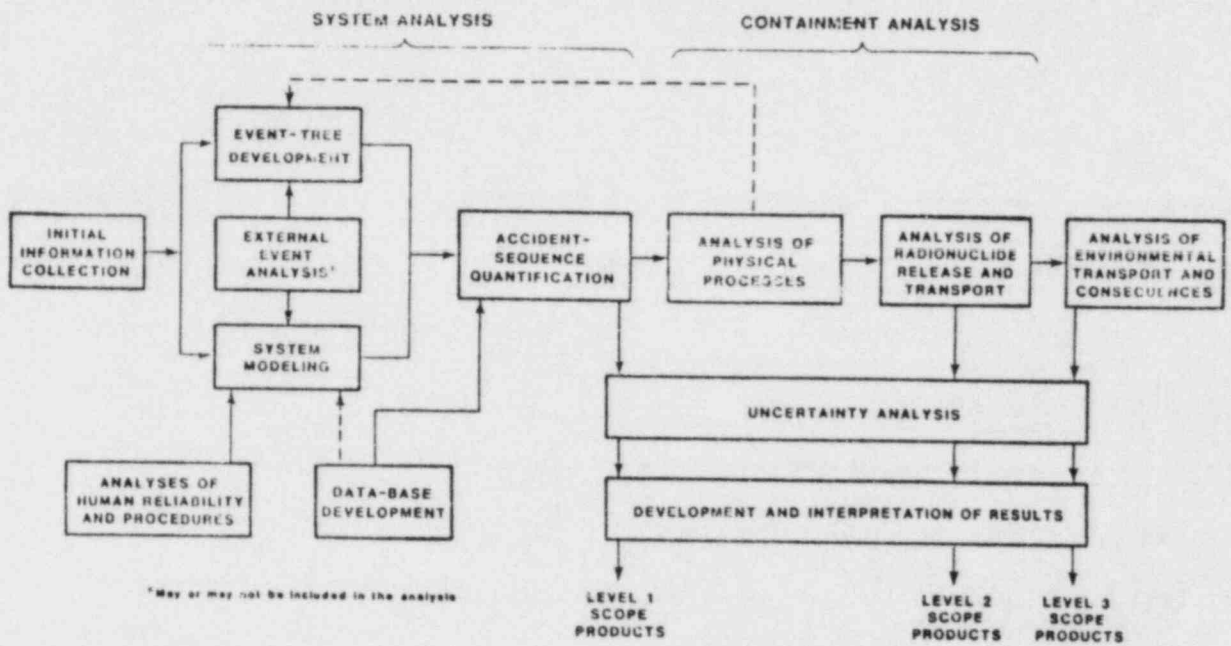 SYSTEM ANALYSIS
CONTAINMENT ANALYSIS
EVENT-TREE
DEVELOPMENT
INITIAL
INFORMATION
COLLECTION
EXTERNAL
EVENT
ANALYSIS*
SYSTEM
MODELING
ACCIDENT-
SEQUENCE
QUANTIFICATION
ANALYSIS OF
PHYSICAL
PROCESSES
ANALYSIS OF
RADIONUCLIDE
RELEASE AND
TRANSPORT
ANALYSIS OF
ENVIRONMENTAL
TRANSPORT AND
CONSEQUENCES
UNCERTAINTY ANALYSIS
ANALYSES OF
HUMAN RELIABILITY
AND PROCEDURES
DATA-BASE
DEVELOPMENT
DEVELOPMENT AND INTERPRETATION OF RESULTS
*May or may not be included in the analysis
LEVEL 1
SCOPE
PRODUCTS
LEVEL 2
SCOPE
PRODUCTS
LEVEL 3
SCOPE
PRODUCTS